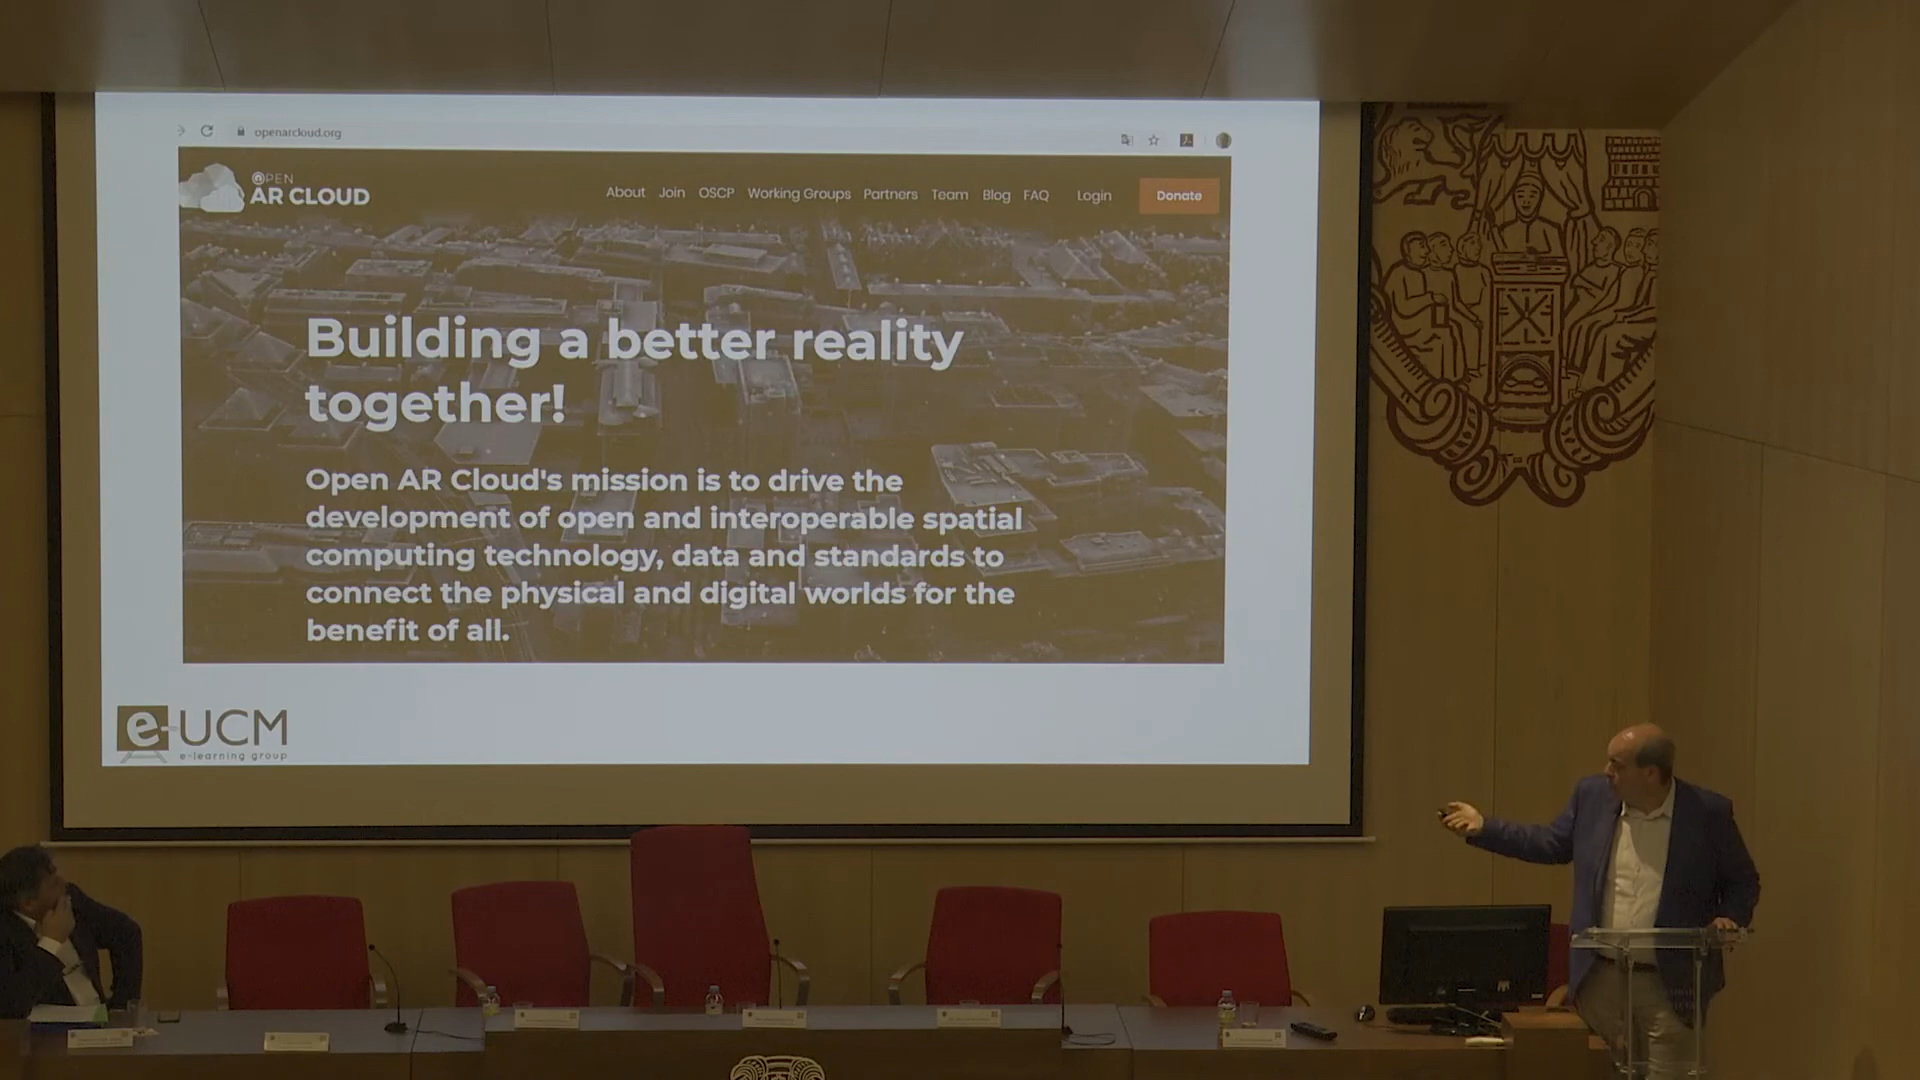 openarcloud.org
OPEN
AR CLOUD
About Join OSCP Working Groups Partners Team Blog FAQ Login Donate
Building a better reality
together!
Open AR Cloud's mission is to drive the
development of open and interoperable spatial
computing technology, data and standards to
connect the physical and digital worlds for the
benefit of all.
e-UCM
e-learning group